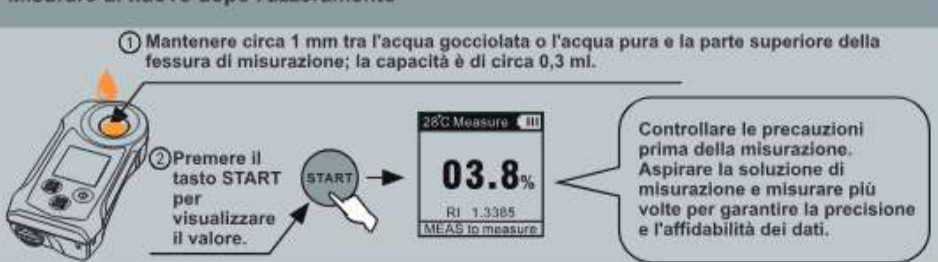 Misurare di nuovo dopo l'azzeramento
① Mantenere circa 1 mm tra l'acqua gocciolata o l'acqua pura e la parte superiore della
fessura di misurazione; la capacità è di circa 0,3 ml.
② Premere il
tasto START
per
visualizzare
il valore.
START
28°C Measure
03.8%
RI 1.3385
MEAS to measure
Controllare le precauzioni
prima della misurazione.
Aspirare la soluzione di
misurazione e misurare più
volte per garantire la precisione
e l'affidabilità dei dati.